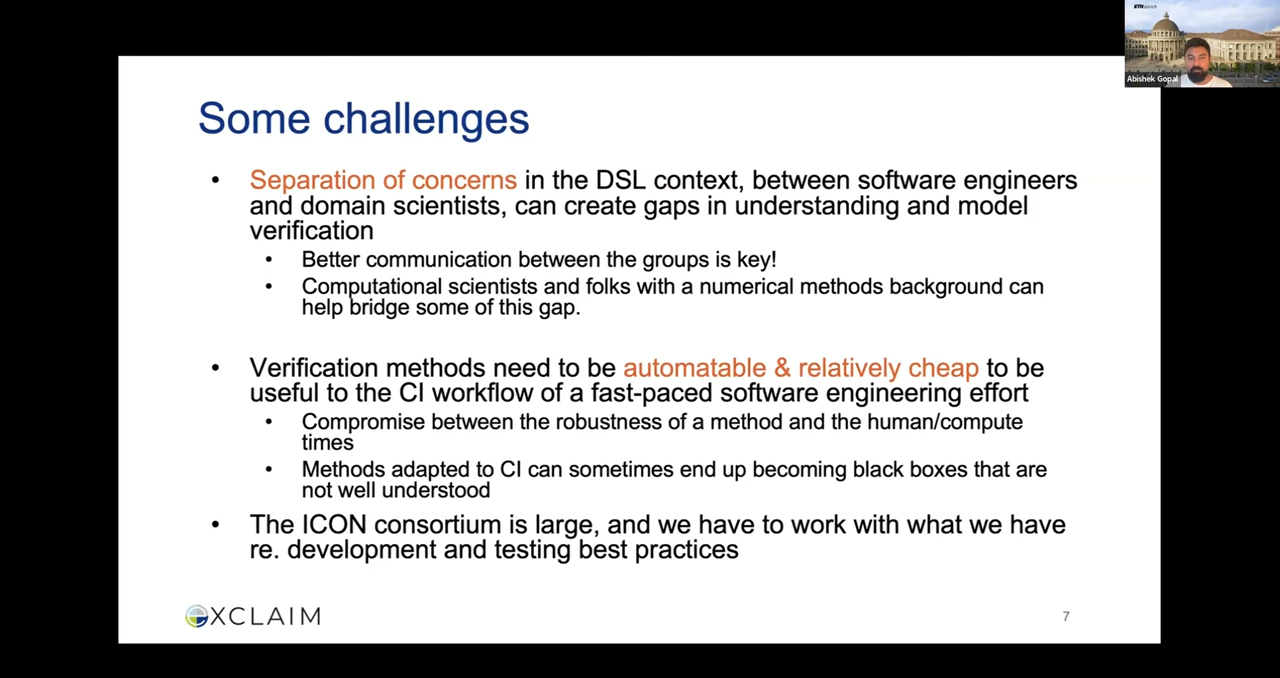 ETH zürich
Abishek Gopal
Some challenges
• Separation of concerns in the DSL context, between software engineers
and domain scientists, can create gaps in understanding and model
verification
• Better communication between the groups is key!
• Computational scientists and folks with a numerical methods background can
help bridge some of this gap.
• Verification methods need to be automatable & relatively cheap to be
useful to the CI workflow of a fast-paced software engineering effort
• Compromise between the robustness of a method and the human/compute
times
• Methods adapted to CI can sometimes end up becoming black boxes that are
not well understood
• The ICON consortium is large, and we have to work with what we have
re. development and testing best practices
EXCLAIM
7